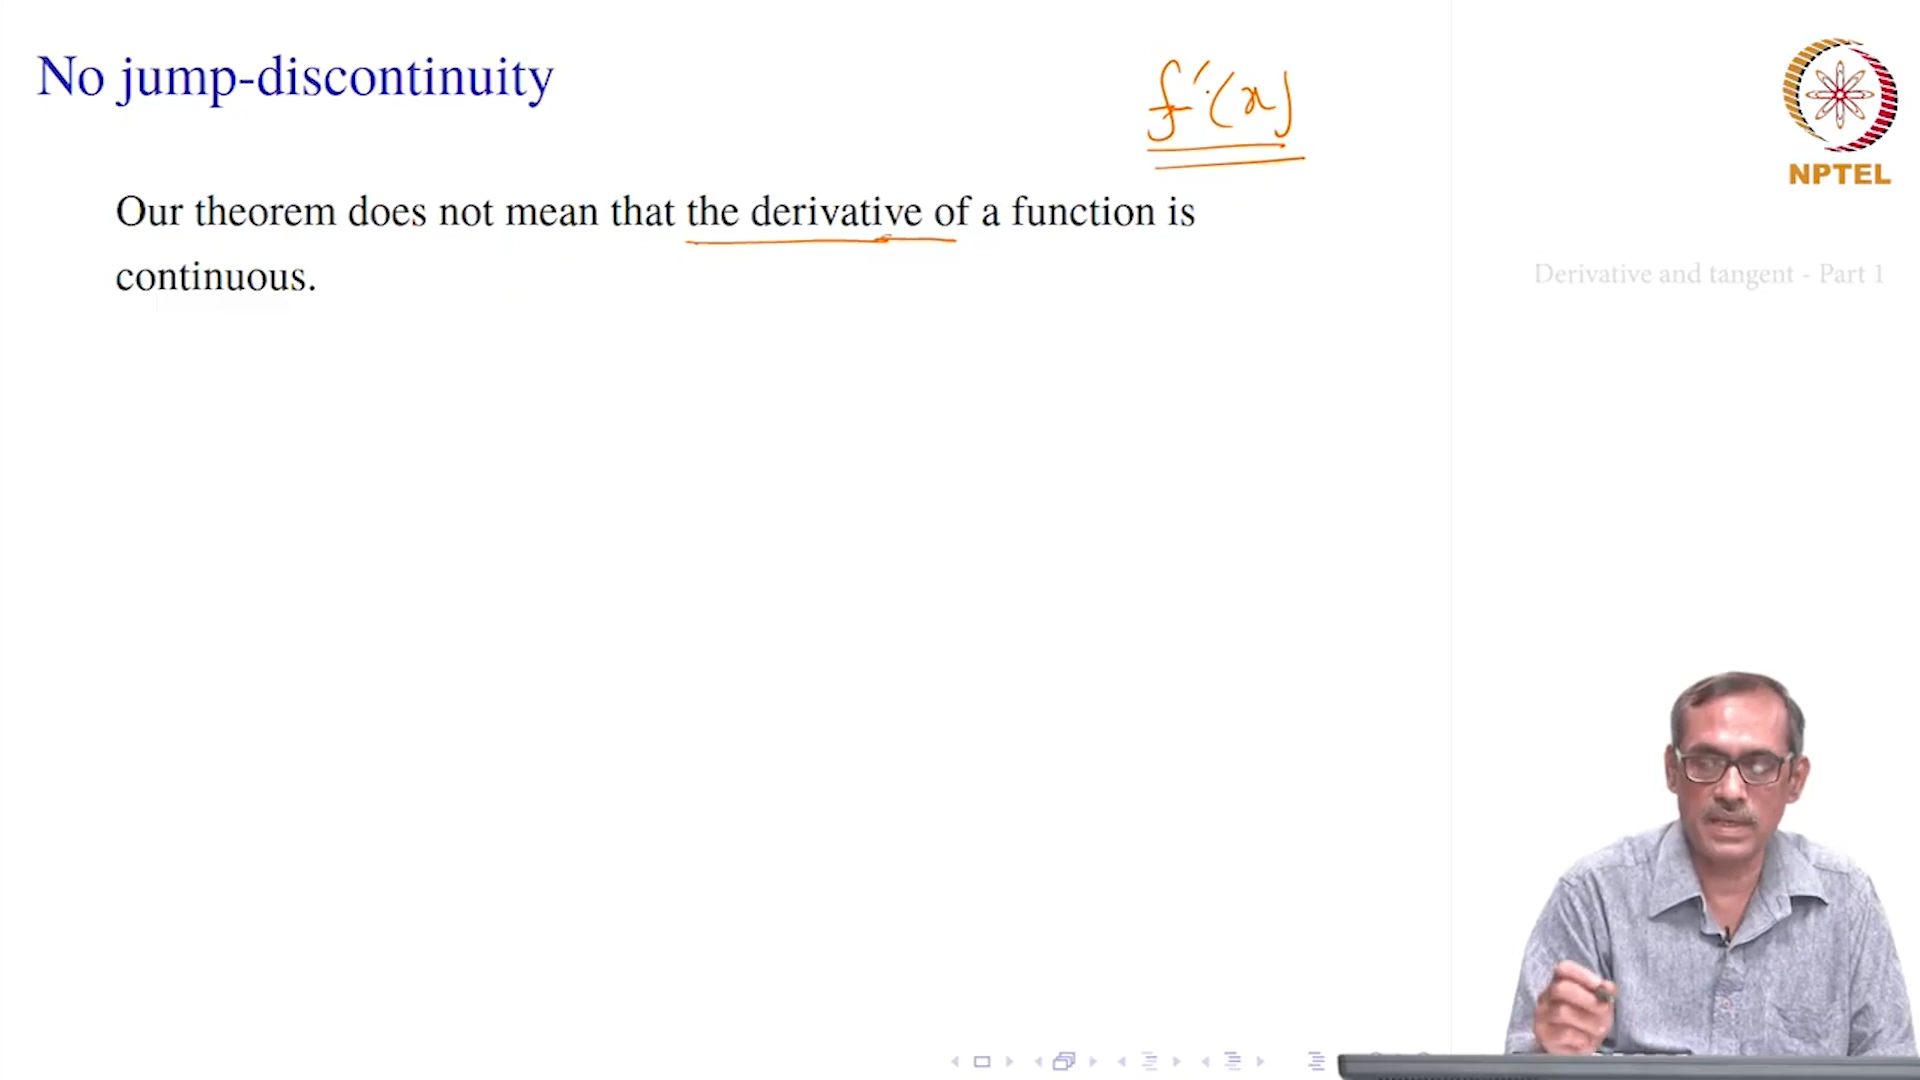 No jump-discontinuity
f'(x)
NPTEL
Our theorem does not mean that the derivative of a function is
continuous.
Derivative and tangent - Part 1